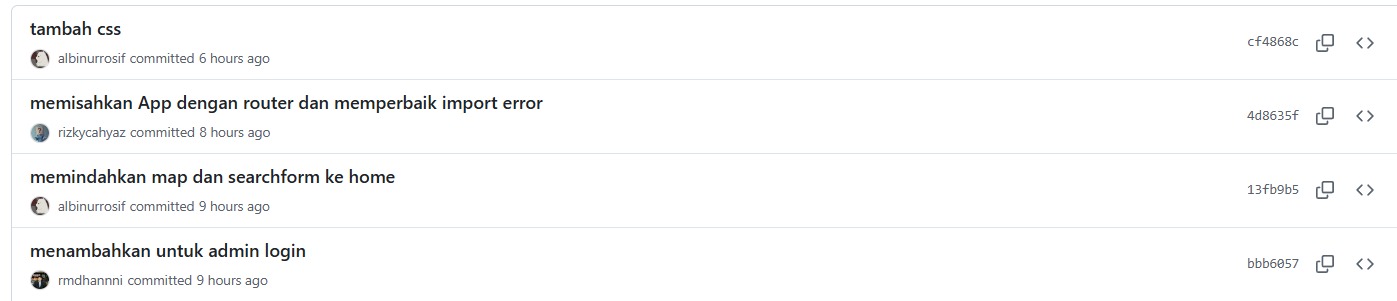 tambah css
cf4868c
albinurrosif committed 6 hours ago
memisahkan App dengan router dan memperbaik import error
4d8635f
rizkycahyaz committed 8 hours ago
memindahkan map dan searchform ke home
13fb9b5
albinurrosif committed 9 hours ago
menambahkan untuk admin login
bbb6057
rmdhannni committed 9 hours ago